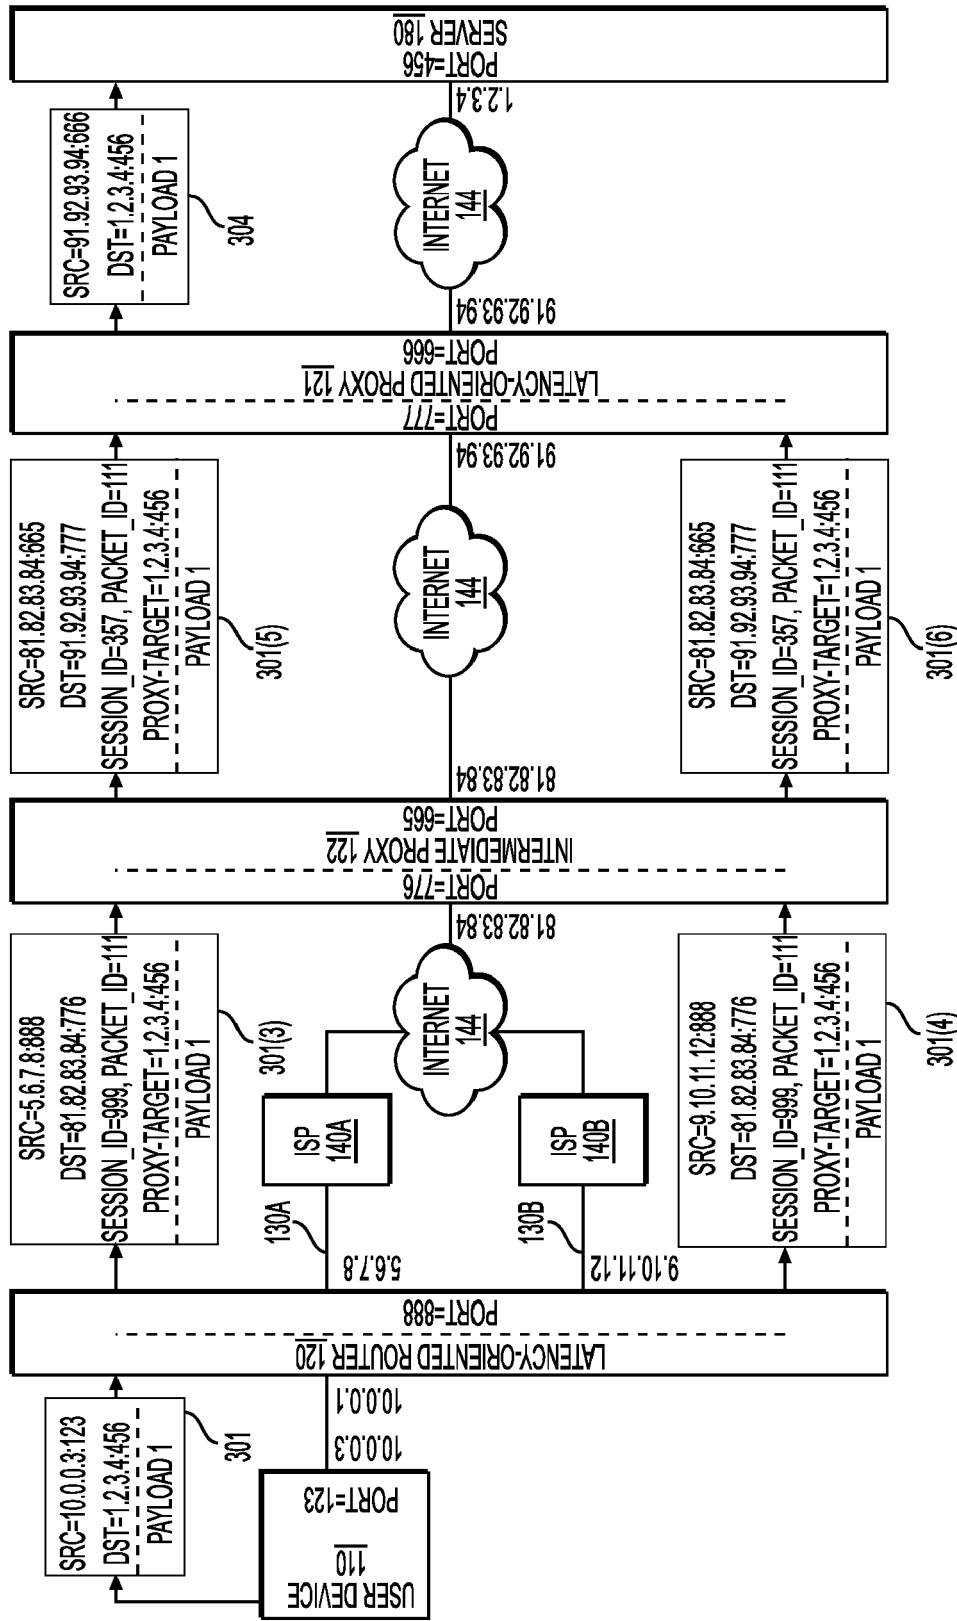 SRC=10.0.0.3:123
DST=1.2.3.4:456
PAYLOAD 1
301
USER DEVICE
110
PORT=123
10.0.0.3
10.0.0.1
LATENCY-ORIENTED ROUTER 120
PORT=888
SRC=5.6.7.8:888
DST=81.82.83.84:776
SESSION_ID=999, PACKET_ID=111
PROXY-TARGET=1.2.3.4:456
PAYLOAD 1
301(3)
130A
5.6.7.8
ISP
140A
130B
9.10.11.12
ISP
140B
INTERNET
144
SRC=9.10.11.12:888
DST=81.82.83.84:776
SESSION_ID=999, PACKET_ID=111
PROXY-TARGET=1.2.3.4:456
PAYLOAD 1
301(4)
81.82.83.84
PORT=776
INTERMEDIATE PROXY 122
PORT=665
81.82.83.84
SRC=81.82.83.84:665
DST=91.92.93.94:777
SESSION_ID=357, PACKET_ID=111
PROXY-TARGET=1.2.3.4:456
PAYLOAD 1
301(5)
INTERNET
144
SRC=81.82.83.84:665
DST=91.92.93.94:777
SESSION_ID=357, PACKET_ID=111
PROXY-TARGET=1.2.3.4:456
PAYLOAD 1
301(6)
91.92.93.94
PORT=777
LATENCY-ORIENTED PROXY 121
PORT=666
91.92.93.94
SRC=91.92.93.94:666
DST=1.2.3.4:456
PAYLOAD 1
304
INTERNET
144
1.2.3.4
PORT=456
SERVER 180